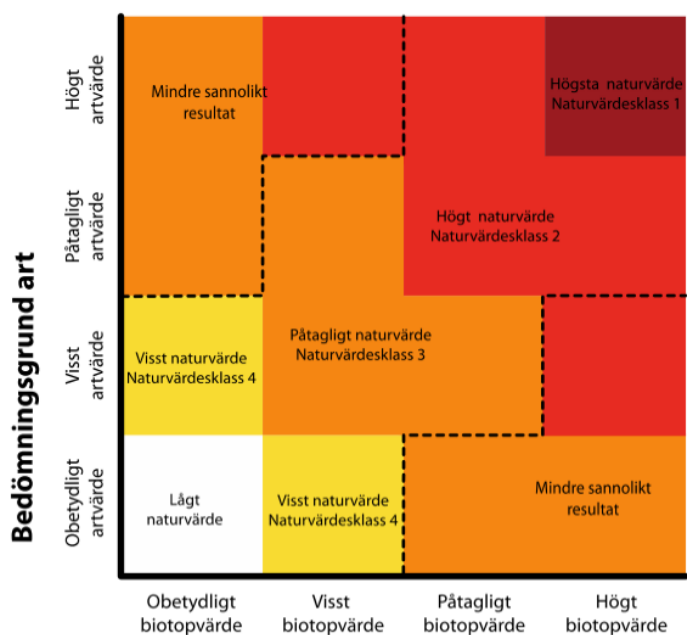 Bedömningsgrund art
Högt
artvärde
Påtagligt
artvärde
Visst
artvärde
Obetydligt
artvärde
Mindre sannolikt
resultat
Högsta naturvärde
Naturvärdesklass 1
Högt naturvärde
Naturvärdesklass 2
Påtagligt naturvärde
Naturvärdesklass 3
Visst naturvärde
Naturvärdesklass 4
Lågt
naturvärde
Visst naturvärde
Naturvärdesklass 4
Mindre sannolikt
resultat
Obetydligt
biotopvärde
Visst
biotopvärde
Påtagligt
biotopvärde
Högt
biotopvärde